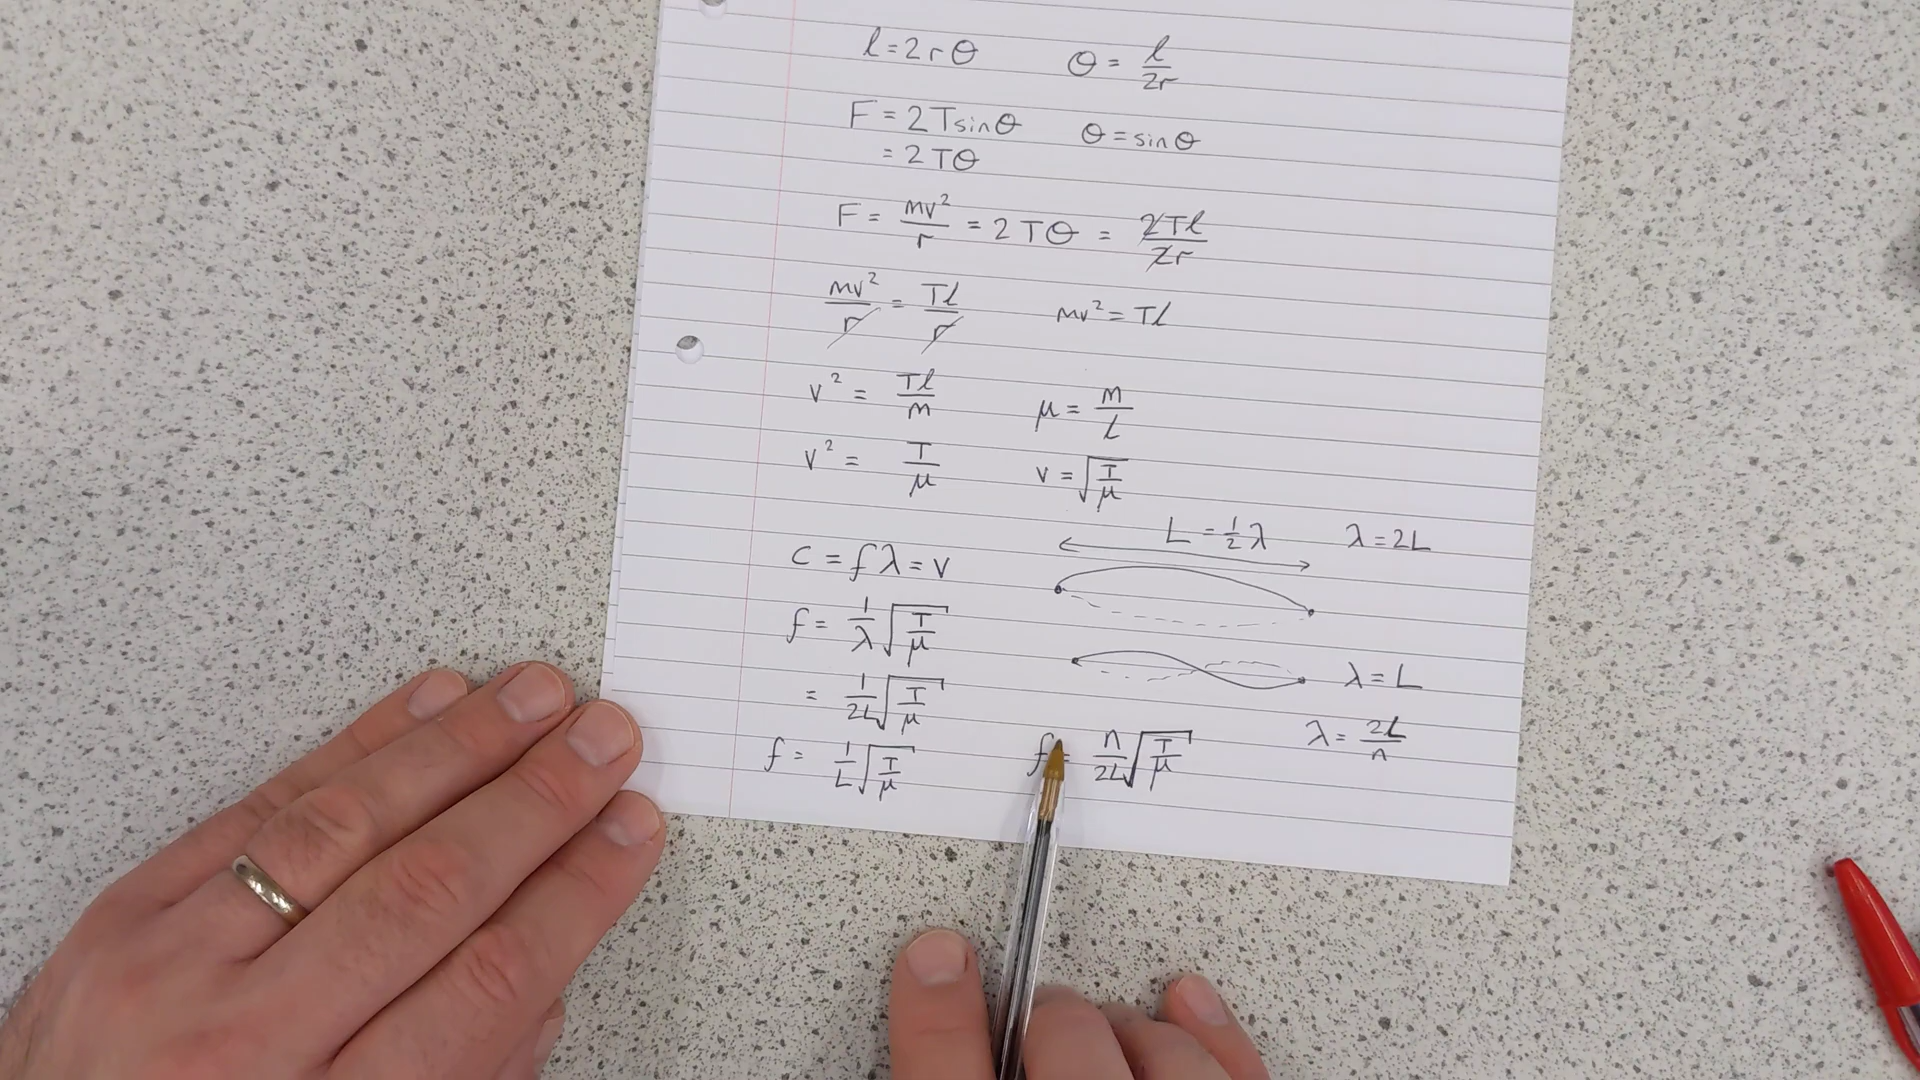 l = 2rθ θ = l/2r
F = 2Tsinθ θ = sinθ
= 2Tθ
F = mv²/r = 2Tθ = 2Tl/2r
mv²/r = Tl/r mv² = Tl
v² = Tl/m μ = m/L
v² = T/μ v = √(T/μ)
L = ½λ λ = 2L
c = fλ = v
f = 1/λ √(T/μ)
λ = L
= 1/2L √(T/μ)
f = 1/L √(T/μ) f = n/2L √(T/μ) λ = 2L/n